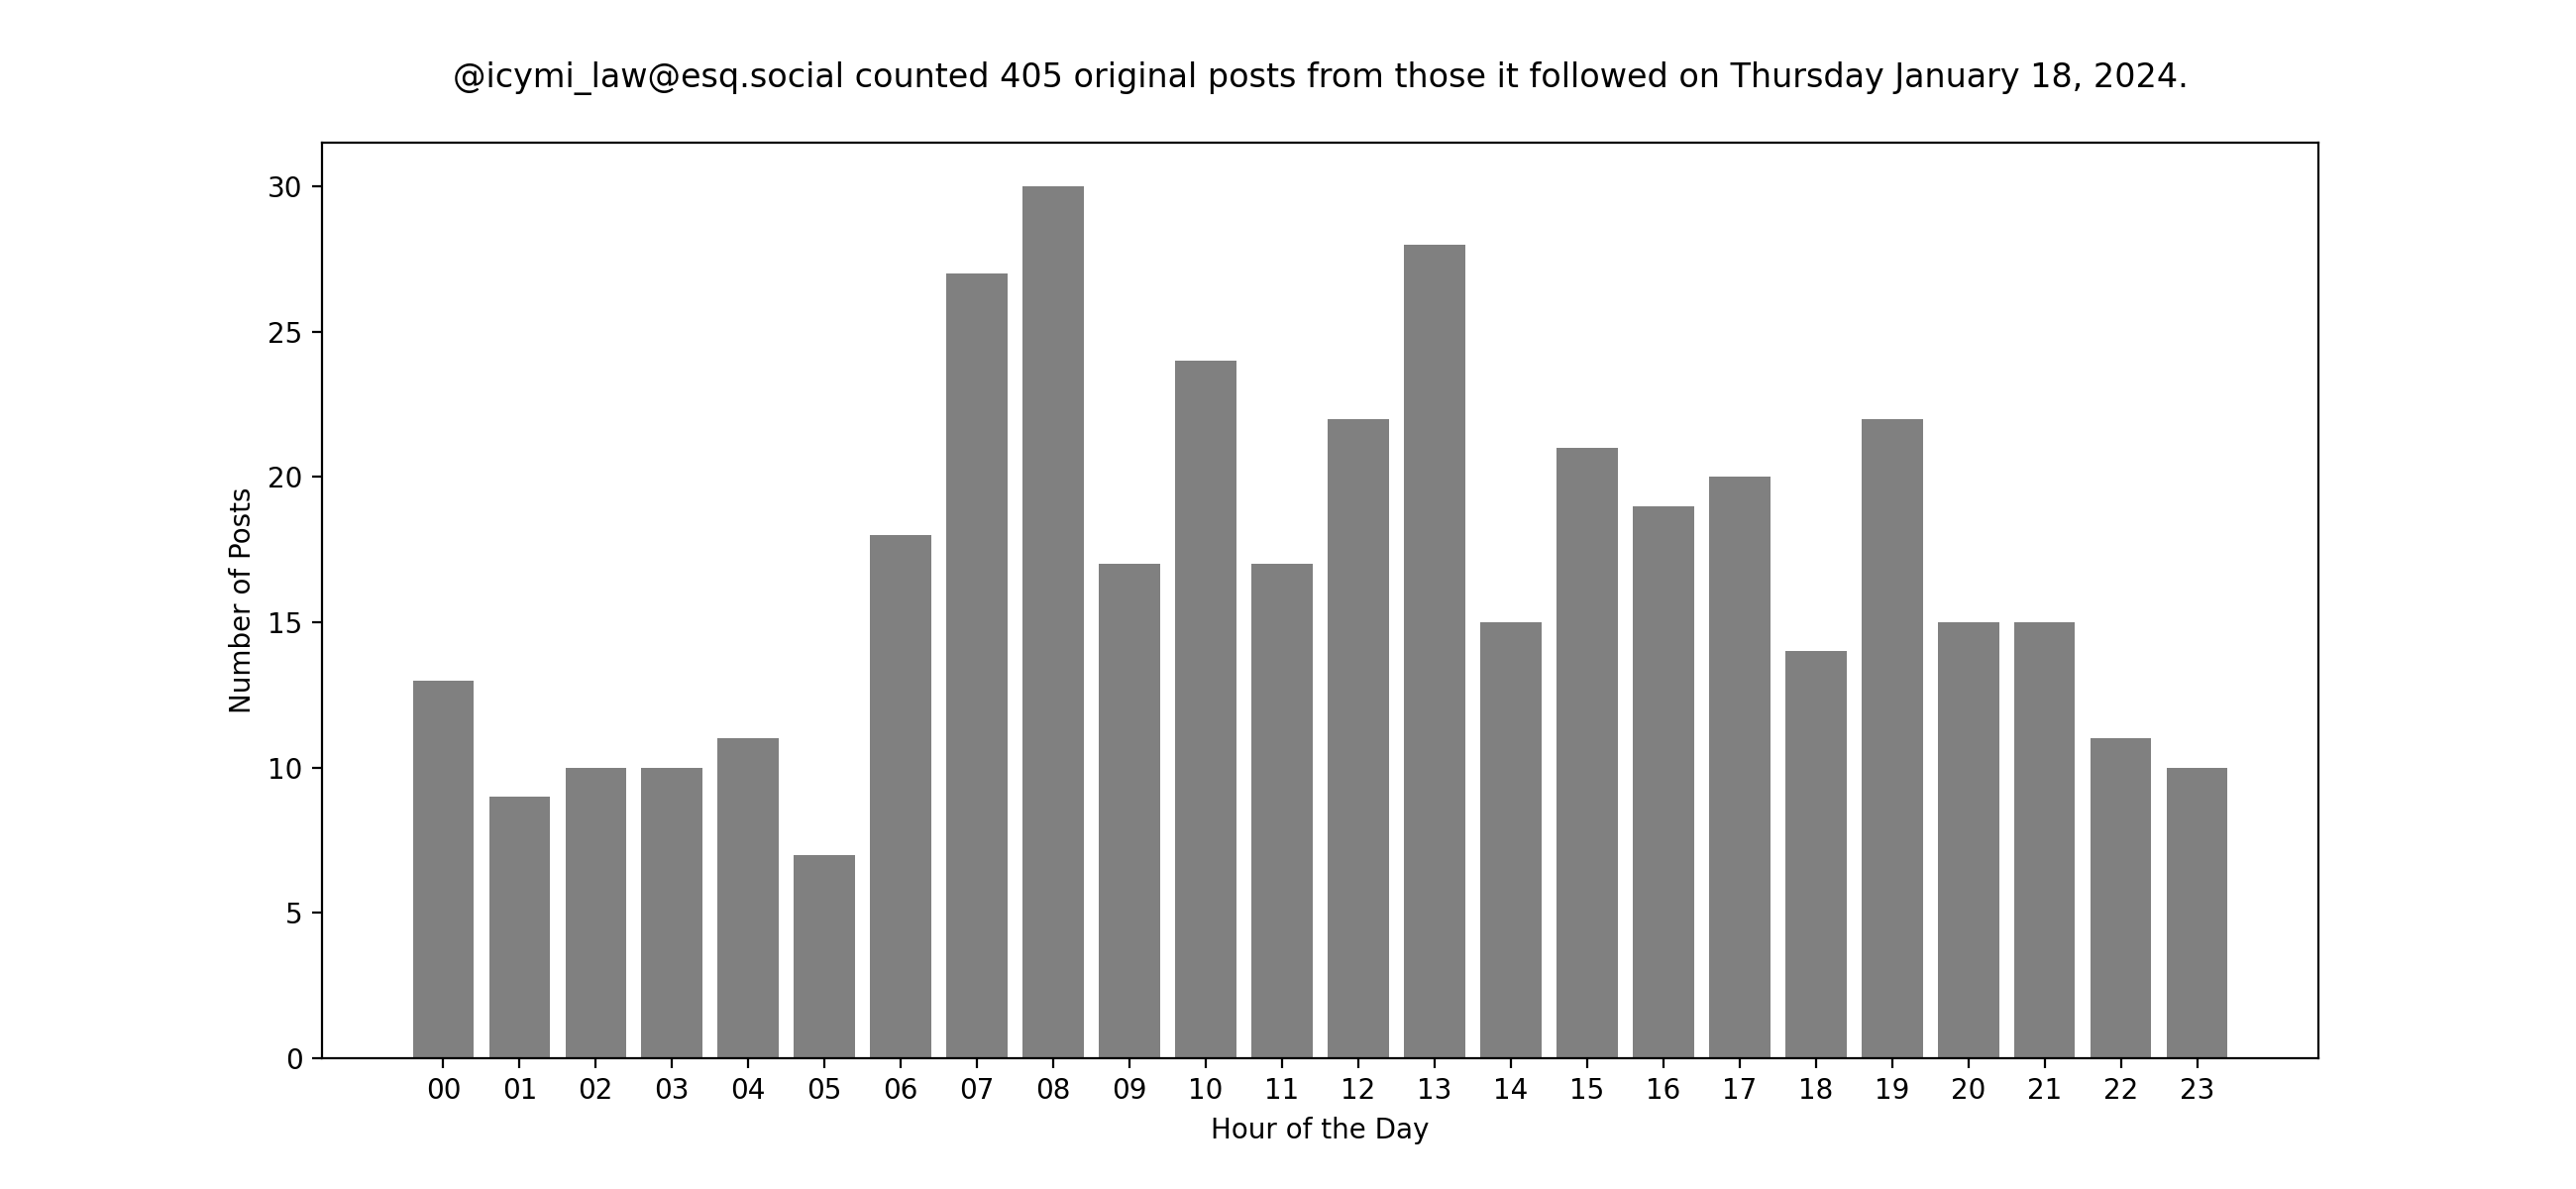 @icymi_law@esq.social counted 405 original posts from those it followed on Thursday January 18, 2024.
30
25
20
15
10
5
0
Number of Posts
00 01 02 03 04 05 06 07 08 09 10 11 12 13 14 15 16 17 18 19 20 21 22 23
Hour of the Day